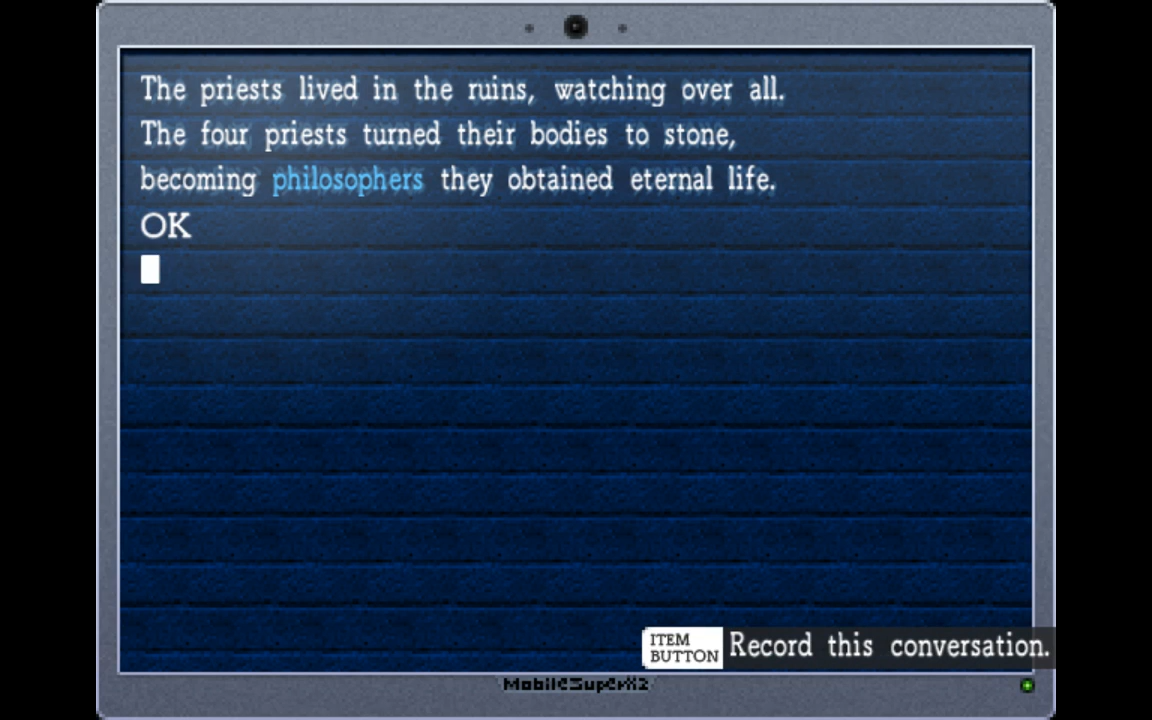 The priests lived in the ruins, watching over all.
The four priests turned their bodies to stone,
becoming philosophers they obtained eternal life.
OK
ITEM BUTTON Record this conversation.
MobileSuperX2